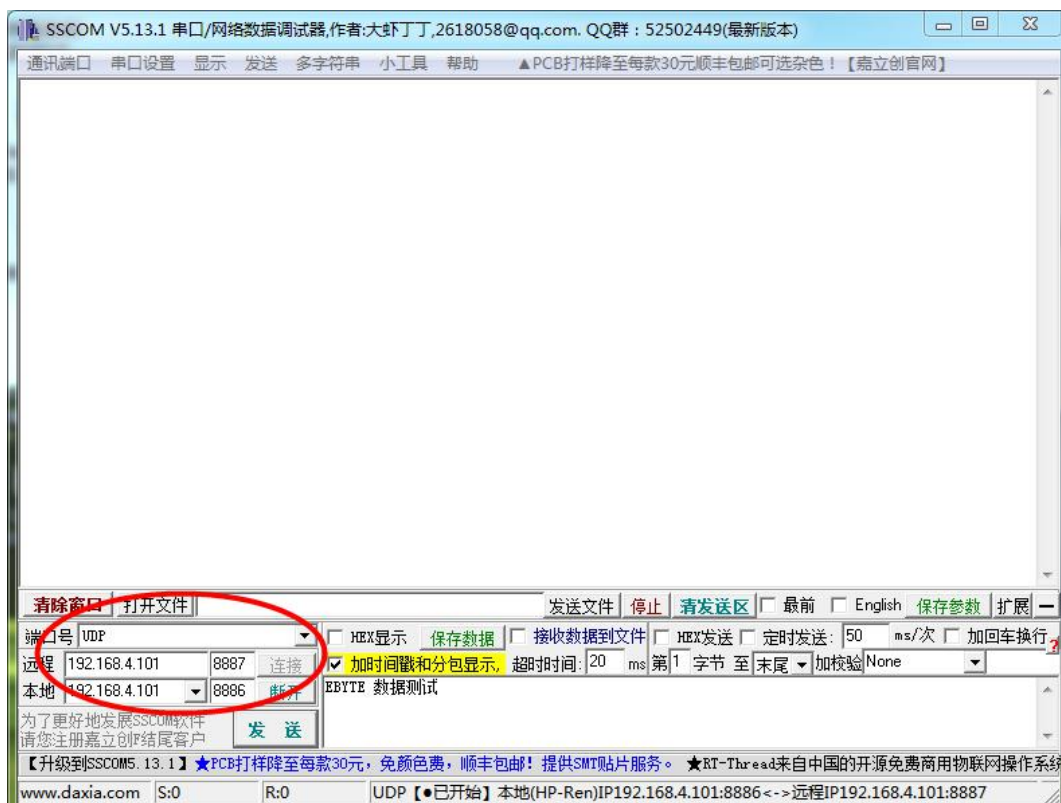 SSCOM V5.13.1 串口/网络数据调试器,作者:大虾丁丁,2618058@qq.com. QQ群：52502449(最新版本)
通讯端口 串口设置 显示 发送 多字符串 小工具 帮助 ▲PCB打样降至每款30元顺丰包邮可选杂色！【嘉立创官网】
清除窗口 打开文件 发送文件 停止 清发送区 最前 English 保存参数 扩展 —
端口号 UDP HEX显示 保存数据 接收数据到文件 HEX发送 定时发送: 50 ms/次 加回车换行
远程 192.168.4.101 8887 连接 加时间戳和分包显示, 超时时间: 20 ms 第 1 字节 至 末尾 加校验 None ?
本地 192.168.4.101 8886 断开 EBYTE 数据测试
为了更好地发展SSCOM软件
请您注册嘉立创F结尾客户
发 送
【升级到SSCOM5.13.1】★PCB打样降至每款30元，免颜色费，顺丰包邮！提供SMT贴片服务。 ★RT-Thread来自中国的开源免费商用物联网操作系统
www.daxia.com S:0 R:0 UDP【●已开始】本地(HP-Ren)IP192.168.4.101:8886<->远程IP192.168.4.101:8887